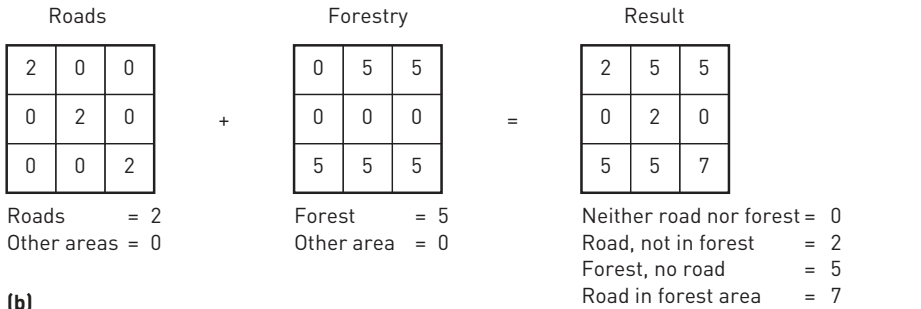 Roads Forestry Result
2 0 0 0 5 5 2 5 5
0 2 0 + 0 0 0 = 0 2 0
0 0 2 5 5 5 5 5 7
Roads = 2 Forest = 5 Neither road nor forest = 0
Other areas = 0 Other area = 0 Road, not in forest = 2
Forest, no road = 5
(b) Road in forest area = 7